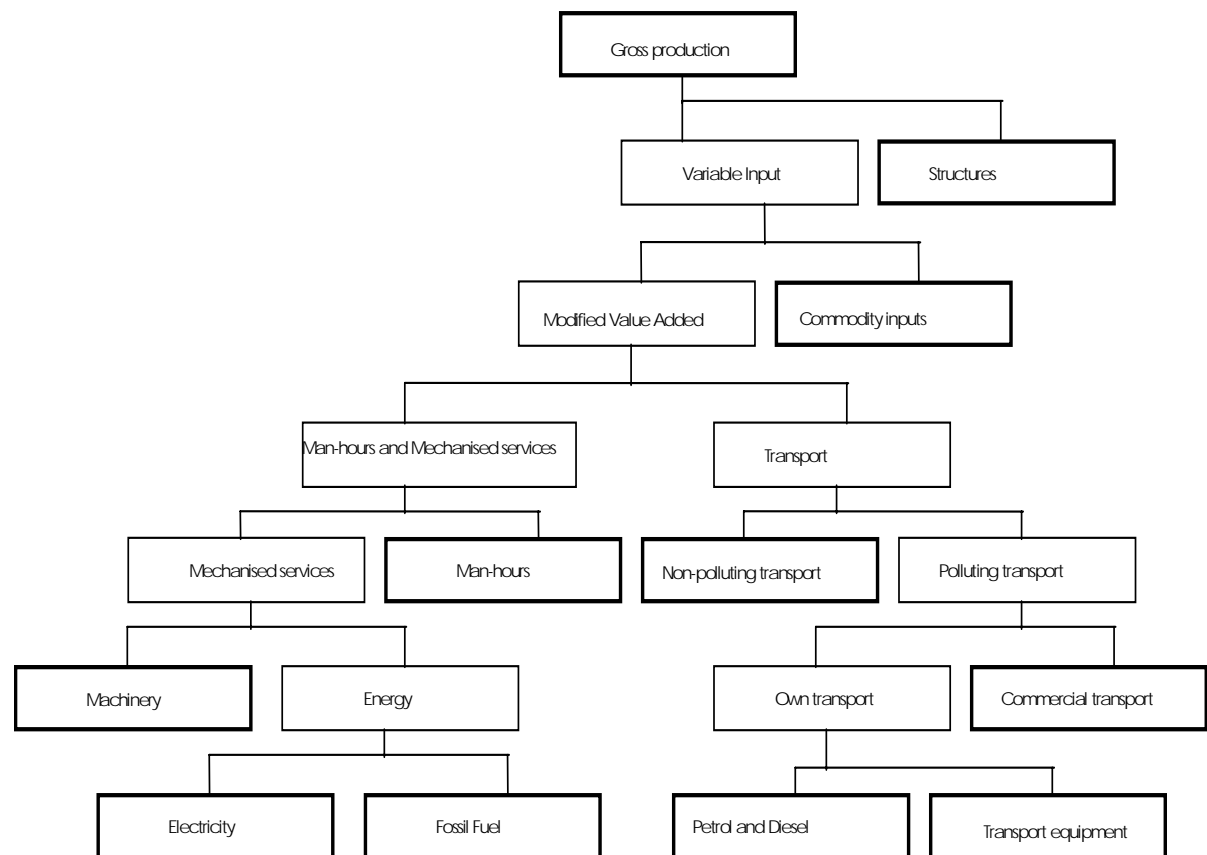 Gross production
Variable Input
Structures
Modified Value Added
Commodity inputs
Man-hours and Mechanised services
Transport
Mechanised services
Man-hours
Non-polluting transport
Polluting transport
Machinery
Energy
Own transport
Commercial transport
Electricity
Fossil Fuel
Petrol and Diesel
Transport equipment